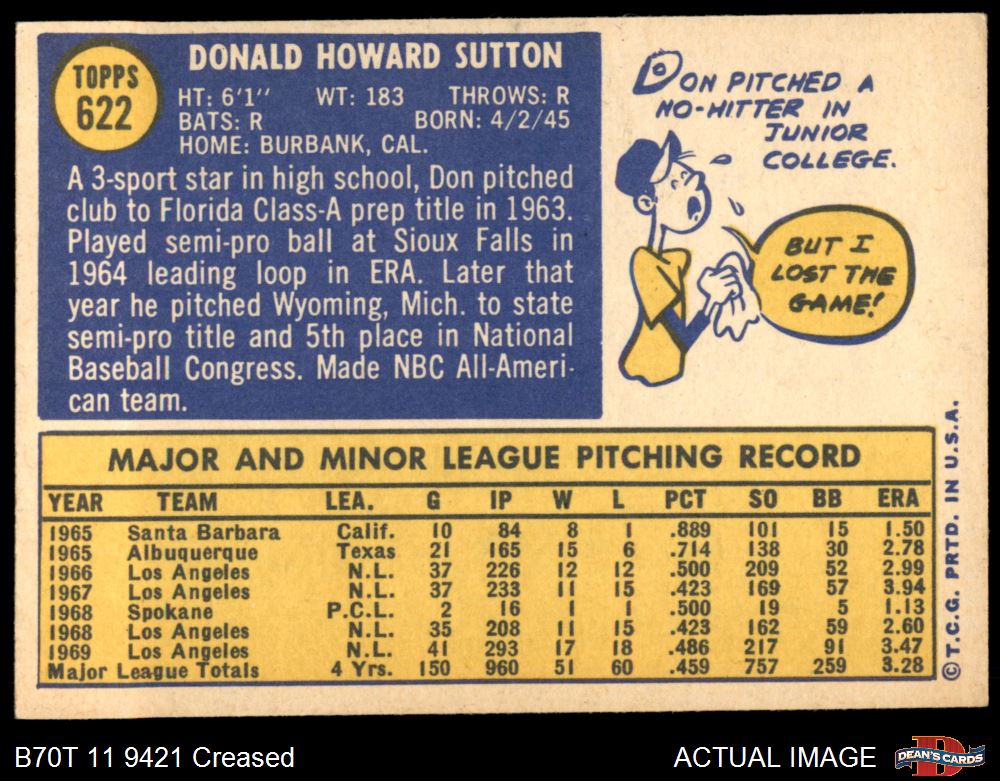 TOPPS
622
DONALD HOWARD SUTTON
HT: 6'1" WT: 183 THROWS: R
BATS: R BORN: 4/2/45
HOME: BURBANK, CAL.
A 3-sport star in high school, Don pitched
club to Florida Class-A prep title in 1963.
Played semi-pro ball at Sioux Falls in
1964 leading loop in ERA. Later that
year he pitched Wyoming, Mich. to state
semi-pro title and 5th place in National
Baseball Congress. Made NBC All-Ameri-
can team.
DON PITCHED A
NO-HITTER IN
JUNIOR
COLLEGE.
BUT I
LOST THE
GAME!
MAJOR AND MINOR LEAGUE PITCHING RECORD
YEAR TEAM LEA. G IP W L PCT SO BB ERA
1965 Santa Barbara Calif. 10 84 8 1 .889 101 15 1.50
1965 Albuquerque Texas 21 165 15 6 .714 138 30 2.78
1966 Los Angeles N.L. 37 226 12 12 .500 209 52 2.99
1967 Los Angeles N.L. 37 233 11 15 .423 169 57 3.94
1968 Spokane P.C.L. 2 16 1 1 .500 19 5 1.13
1968 Los Angeles N.L. 35 208 11 15 .423 162 59 2.60
1969 Los Angeles N.L. 41 293 17 18 .486 217 91 3.47
Major League Totals 4 Yrs. 150 960 51 60 .459 757 259 3.28
© T.C.G. PRTD. IN U.S.A.
B70T 11 9421 Creased
ACTUAL IMAGE
D
DEAN'S CARDS